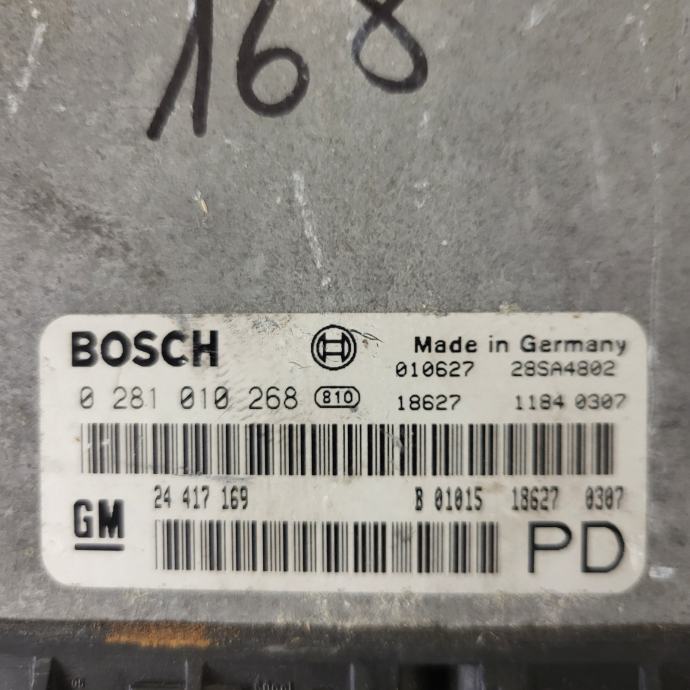 168
BOSCH Made in Germany
010627 28SA4802
0 281 010 268 810 18627 1184 0307
24 417 169 B 01015 18627 0307
GM PD